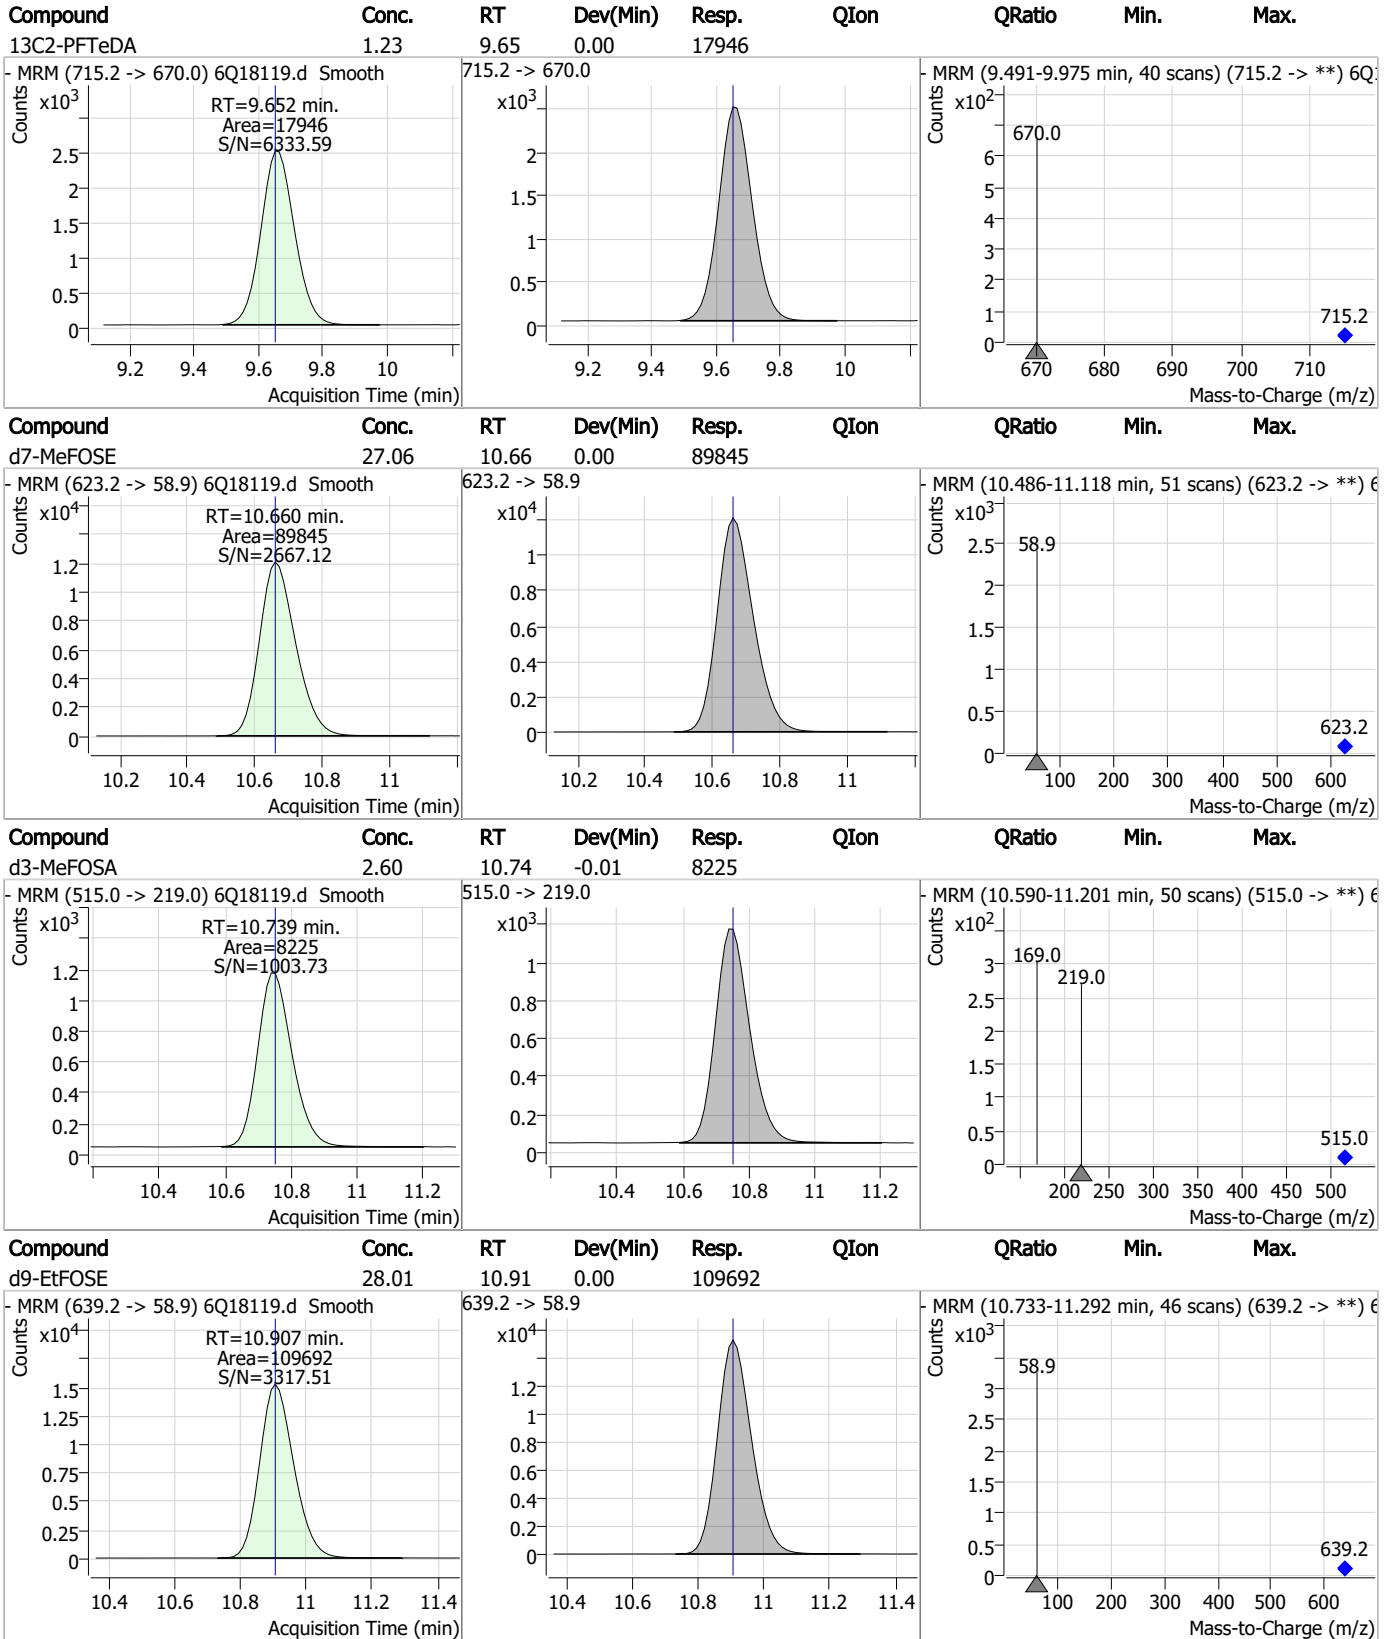 Compound Conc. RT Dev(Min) Resp. QIon QRatio Min. Max.
13C2-PFTeDA 1.23 9.65 0.00 17946
- MRM (715.2 -> 670.0) 6Q18119.d Smooth
Counts
x10³
RT=9.652 min.
Area=17946
S/N=6333.59
2.5
2
1.5
1
0.5
0
9.2 9.4 9.6 9.8 10
Acquisition Time (min)
715.2 -> 670.0
x10³
2
1.5
1
0.5
0
9.2 9.4 9.6 9.8 10
- MRM (9.491-9.975 min, 40 scans) (715.2 -> **) 6Q
Counts
x10²
670.0
6
5
4
3
2
1
0
715.2
670 680 690 700 710
Mass-to-Charge (m/z)
Compound Conc. RT Dev(Min) Resp. QIon QRatio Min. Max.
d7-MeFOSE 27.06 10.66 0.00 89845
- MRM (623.2 -> 58.9) 6Q18119.d Smooth
Counts
x10⁴
RT=10.660 min.
Area=89845
S/N=2667.12
1.2
1
0.8
0.6
0.4
0.2
0
10.2 10.4 10.6 10.8 11
Acquisition Time (min)
623.2 -> 58.9
x10⁴
1
0.8
0.6
0.4
0.2
0
10.2 10.4 10.6 10.8 11
- MRM (10.486-11.118 min, 51 scans) (623.2 -> **) 6
Counts
x10³
2.5
58.9
2
1.5
1
0.5
0
623.2
100 200 300 400 500 600
Mass-to-Charge (m/z)
Compound Conc. RT Dev(Min) Resp. QIon QRatio Min. Max.
d3-MeFOSA 2.60 10.74 -0.01 8225
- MRM (515.0 -> 219.0) 6Q18119.d Smooth
Counts
x10³
RT=10.739 min.
Area=8225
S/N=1003.73
1.2
1
0.8
0.6
0.4
0.2
0
10.4 10.6 10.8 11 11.2
Acquisition Time (min)
515.0 -> 219.0
x10³
1
0.8
0.6
0.4
0.2
0
10.4 10.6 10.8 11 11.2
- MRM (10.590-11.201 min, 50 scans) (515.0 -> **) 6
Counts
x10²
169.0
219.0
3
2.5
2
1.5
1
0.5
0
515.0
200 250 300 350 400 450 500
Mass-to-Charge (m/z)
Compound Conc. RT Dev(Min) Resp. QIon QRatio Min. Max.
d9-EtFOSE 28.01 10.91 0.00 109692
- MRM (639.2 -> 58.9) 6Q18119.d Smooth
Counts
x10⁴
RT=10.907 min.
Area=109692
S/N=3317.51
1.5
1.25
1
0.75
0.5
0.25
0
10.4 10.6 10.8 11 11.2 11.4
Acquisition Time (min)
639.2 -> 58.9
x10⁴
1.2
1
0.8
0.6
0.4
0.2
0
10.4 10.6 10.8 11 11.2 11.4
- MRM (10.733-11.292 min, 46 scans) (639.2 -> **) 6
Counts
x10³
58.9
3
2.5
2
1.5
1
0.5
0
639.2
100 200 300 400 500 600
Mass-to-Charge (m/z)